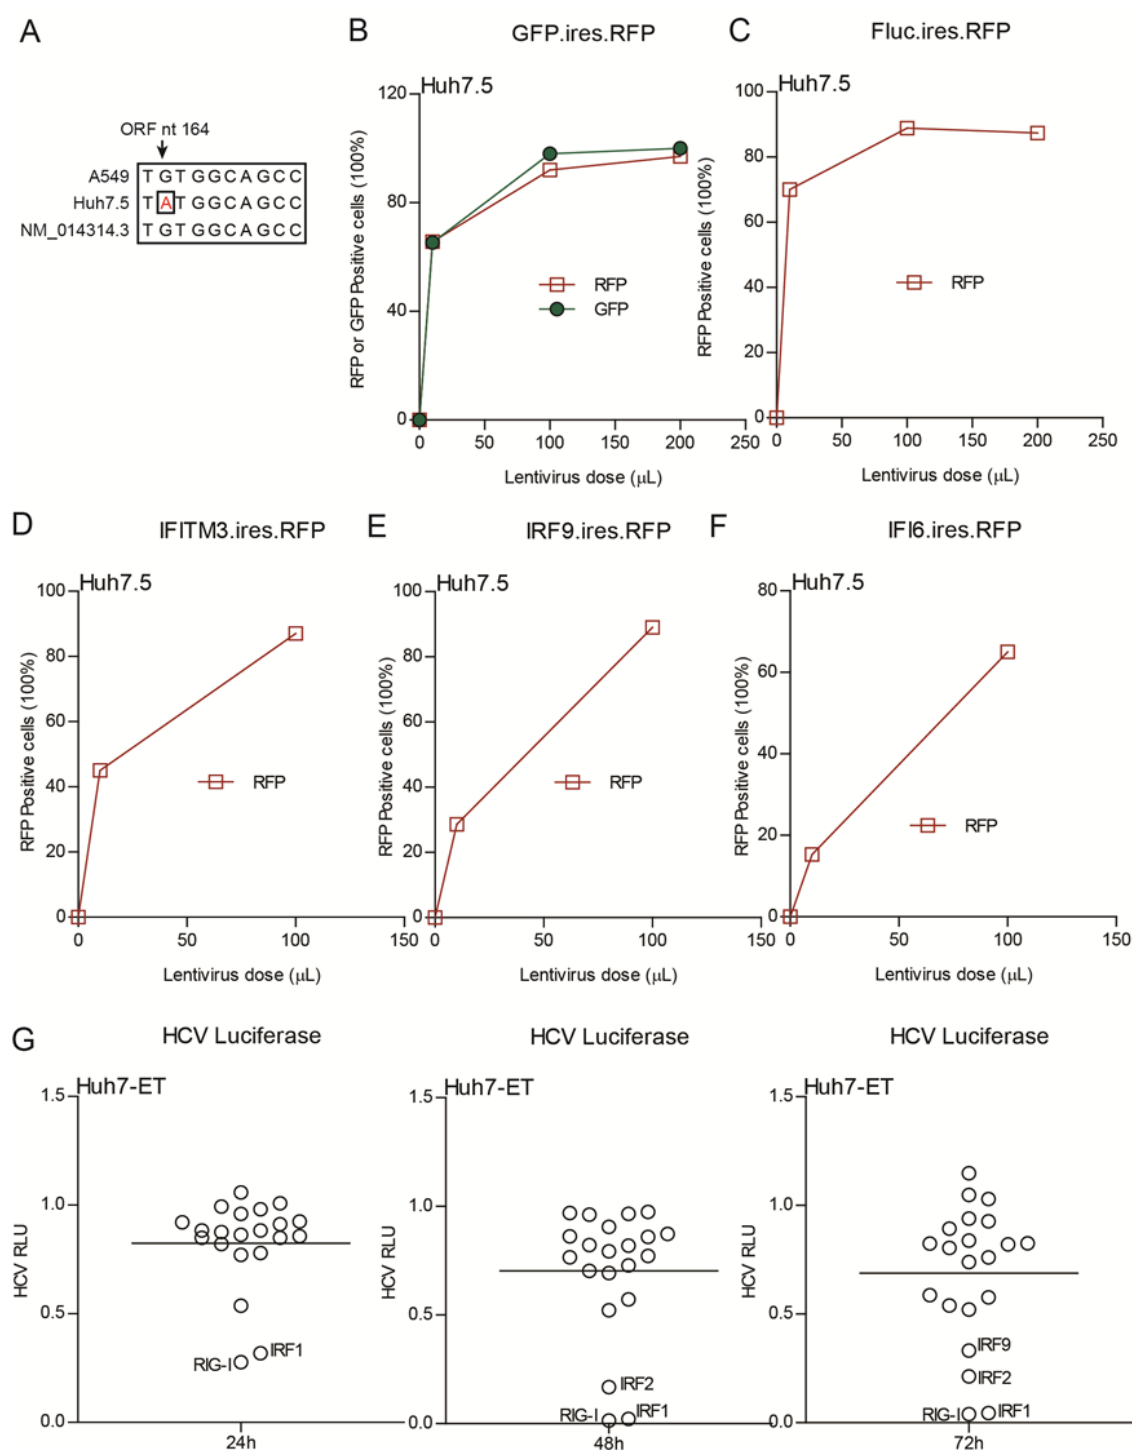 A
ORF nt 164
A549 TGTGGCAGCC
Huh7.5 TATGGCAGCC
NM_014314.3 TGTGGCAGCC
B
GFP.ires.RFP
Huh7.5
RFP or GFP Positive cells (100%)
120
80
40
0
0 50 100 150 200 250
Lentivirus dose (μL)
RFP
GFP
C
Fluc.ires.RFP
Huh7.5
RFP Positive cells (100%)
100
80
60
40
20
0
0 50 100 150 200 250
Lentivirus dose (μL)
RFP
D
IFITM3.ires.RFP
Huh7.5
RFP Positive cells (100%)
100
80
60
40
20
0
0 50 100 150
Lentivirus dose (μL)
RFP
E
IRF9.ires.RFP
Huh7.5
RFP Positive cells (100%)
100
80
60
40
20
0
0 50 100 150
Lentivirus dose (μL)
RFP
F
IFI6.ires.RFP
Huh7.5
RFP Positive cells (100%)
80
60
40
20
0
0 50 100 150
Lentivirus dose (μL)
RFP
G
HCV Luciferase
Huh7-ET
HCV RLU
1.5
1.0
0.5
0.0
RIG-I
IRF1
24h
HCV Luciferase
Huh7-ET
HCV RLU
1.5
1.0
0.5
0.0
IRF2
RIG-I
IRF1
48h
HCV Luciferase
Huh7-ET
HCV RLU
1.5
1.0
0.5
0.0
IRF9
IRF2
RIG-I
IRF1
72h